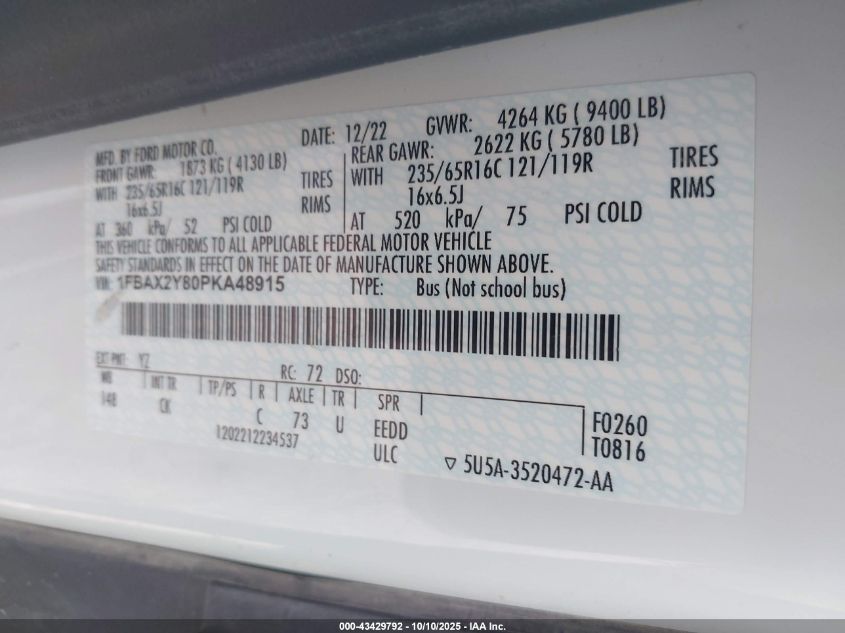 MFD. BY FORD MOTOR CO.
DATE: 12/22 GVWR: 4264 KG ( 9400 LB)
FRONT GAWR: 1873 KG ( 4130 LB)
REAR GAWR: 2622 KG ( 5780 LB)
WITH 235/65R16C 121/119R TIRES
16x6.5J RIMS
AT 360 kPa/ 52 PSI COLD
WITH 235/65R16C 121/119R TIRES
16x6.5J RIMS
AT 520 kPa/ 75 PSI COLD
THIS VEHICLE CONFORMS TO ALL APPLICABLE FEDERAL MOTOR VEHICLE
SAFETY STANDARDS IN EFFECT ON THE DATE OF MANUFACTURE SHOWN ABOVE.
VIN: 1FBAX2Y80PKA48915 TYPE: Bus (Not school bus)
EXT PNT: YZ RC: 72 DSO:
WB INT TR TP/PS R AXLE TR SPR
148 CK C 73 U EEDD
1202212234537 ULC
F0260
T0816
▽ 5U5A-3520472-AA
000-43429792 - 10/10/2025 - IAA Inc.